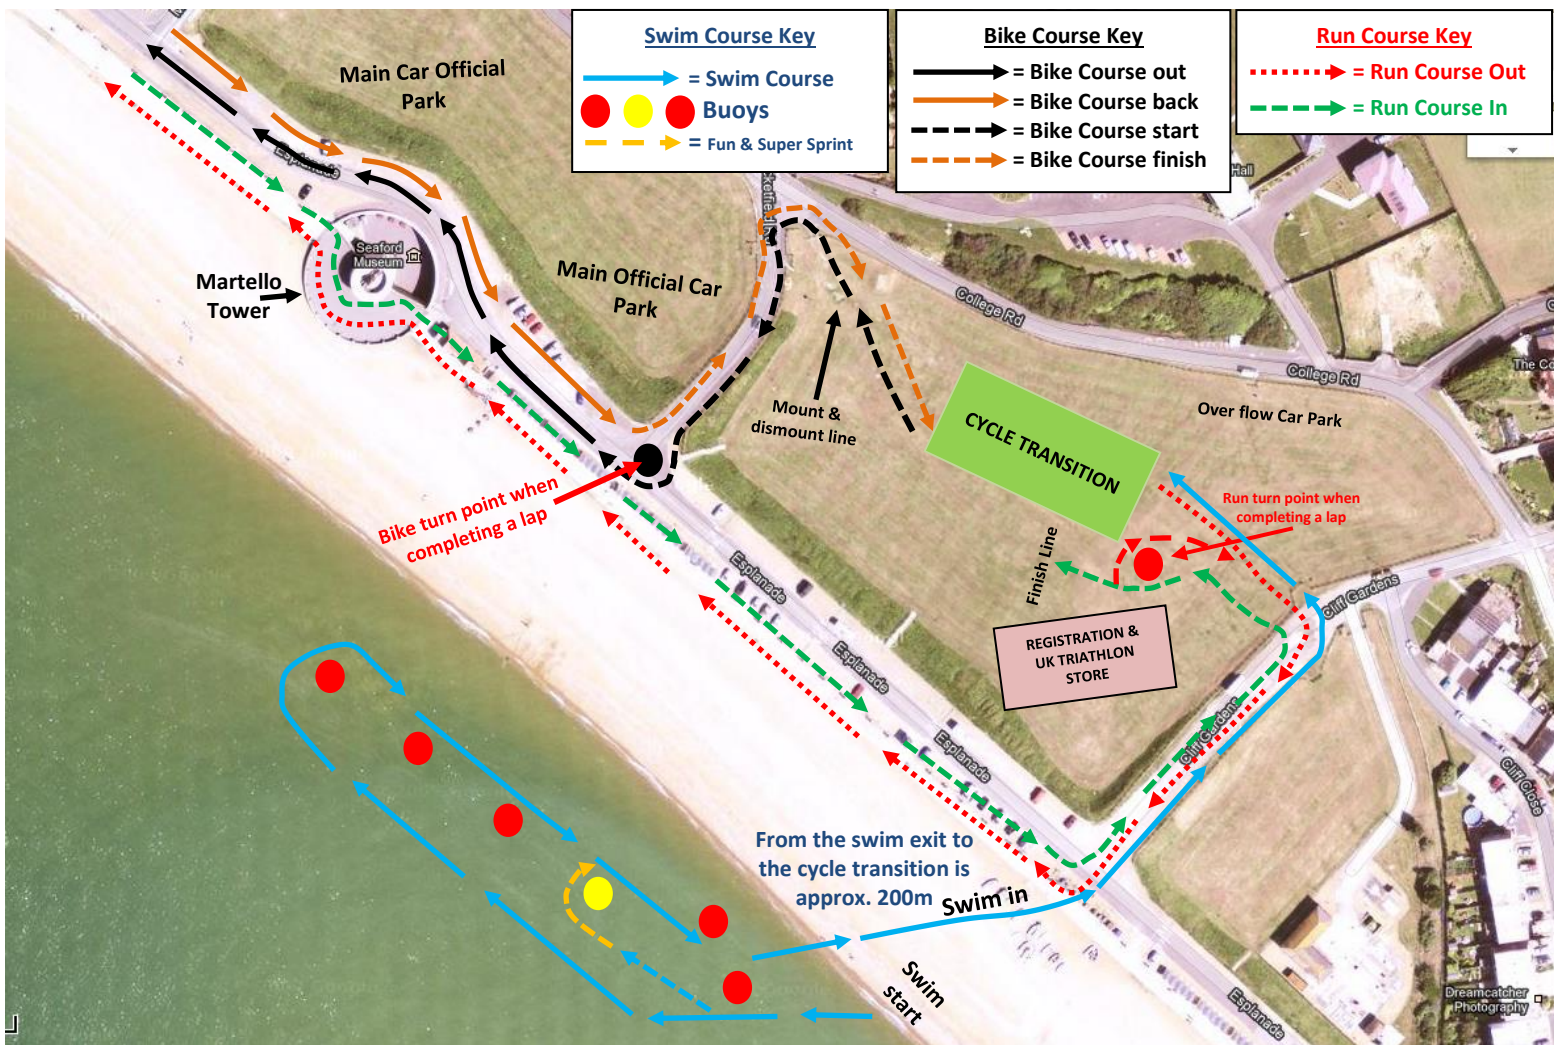 Swim Course Key
= Swim Course
Buoys
= Fun & Super Sprint
Bike Course Key
= Bike Course out
= Bike Course back
= Bike Course start
= Bike Course finish
Run Course Key
= Run Course Out
= Run Course In
Main Car Official
Park
Hall
Esplanade
Seaford
Museum
Martello
Tower
Main Official Car
Park
College Rd
College Rd
The Co
Mount &
dismount line
Over flow Car Park
CYCLE TRANSITION
Bike turn point when
completing a lap
Run turn point when
completing a lap
Finish Line
Esplanade
Cliff Gardens
REGISTRATION &
UK TRIATHLON
STORE
Esplanade
Cliff Gardens
Esplanade
Cliff Close
From the swim exit to
the cycle transition is
approx. 200m
Swim in
Swim
start
Esplanade
Dreamcatcher
Photography